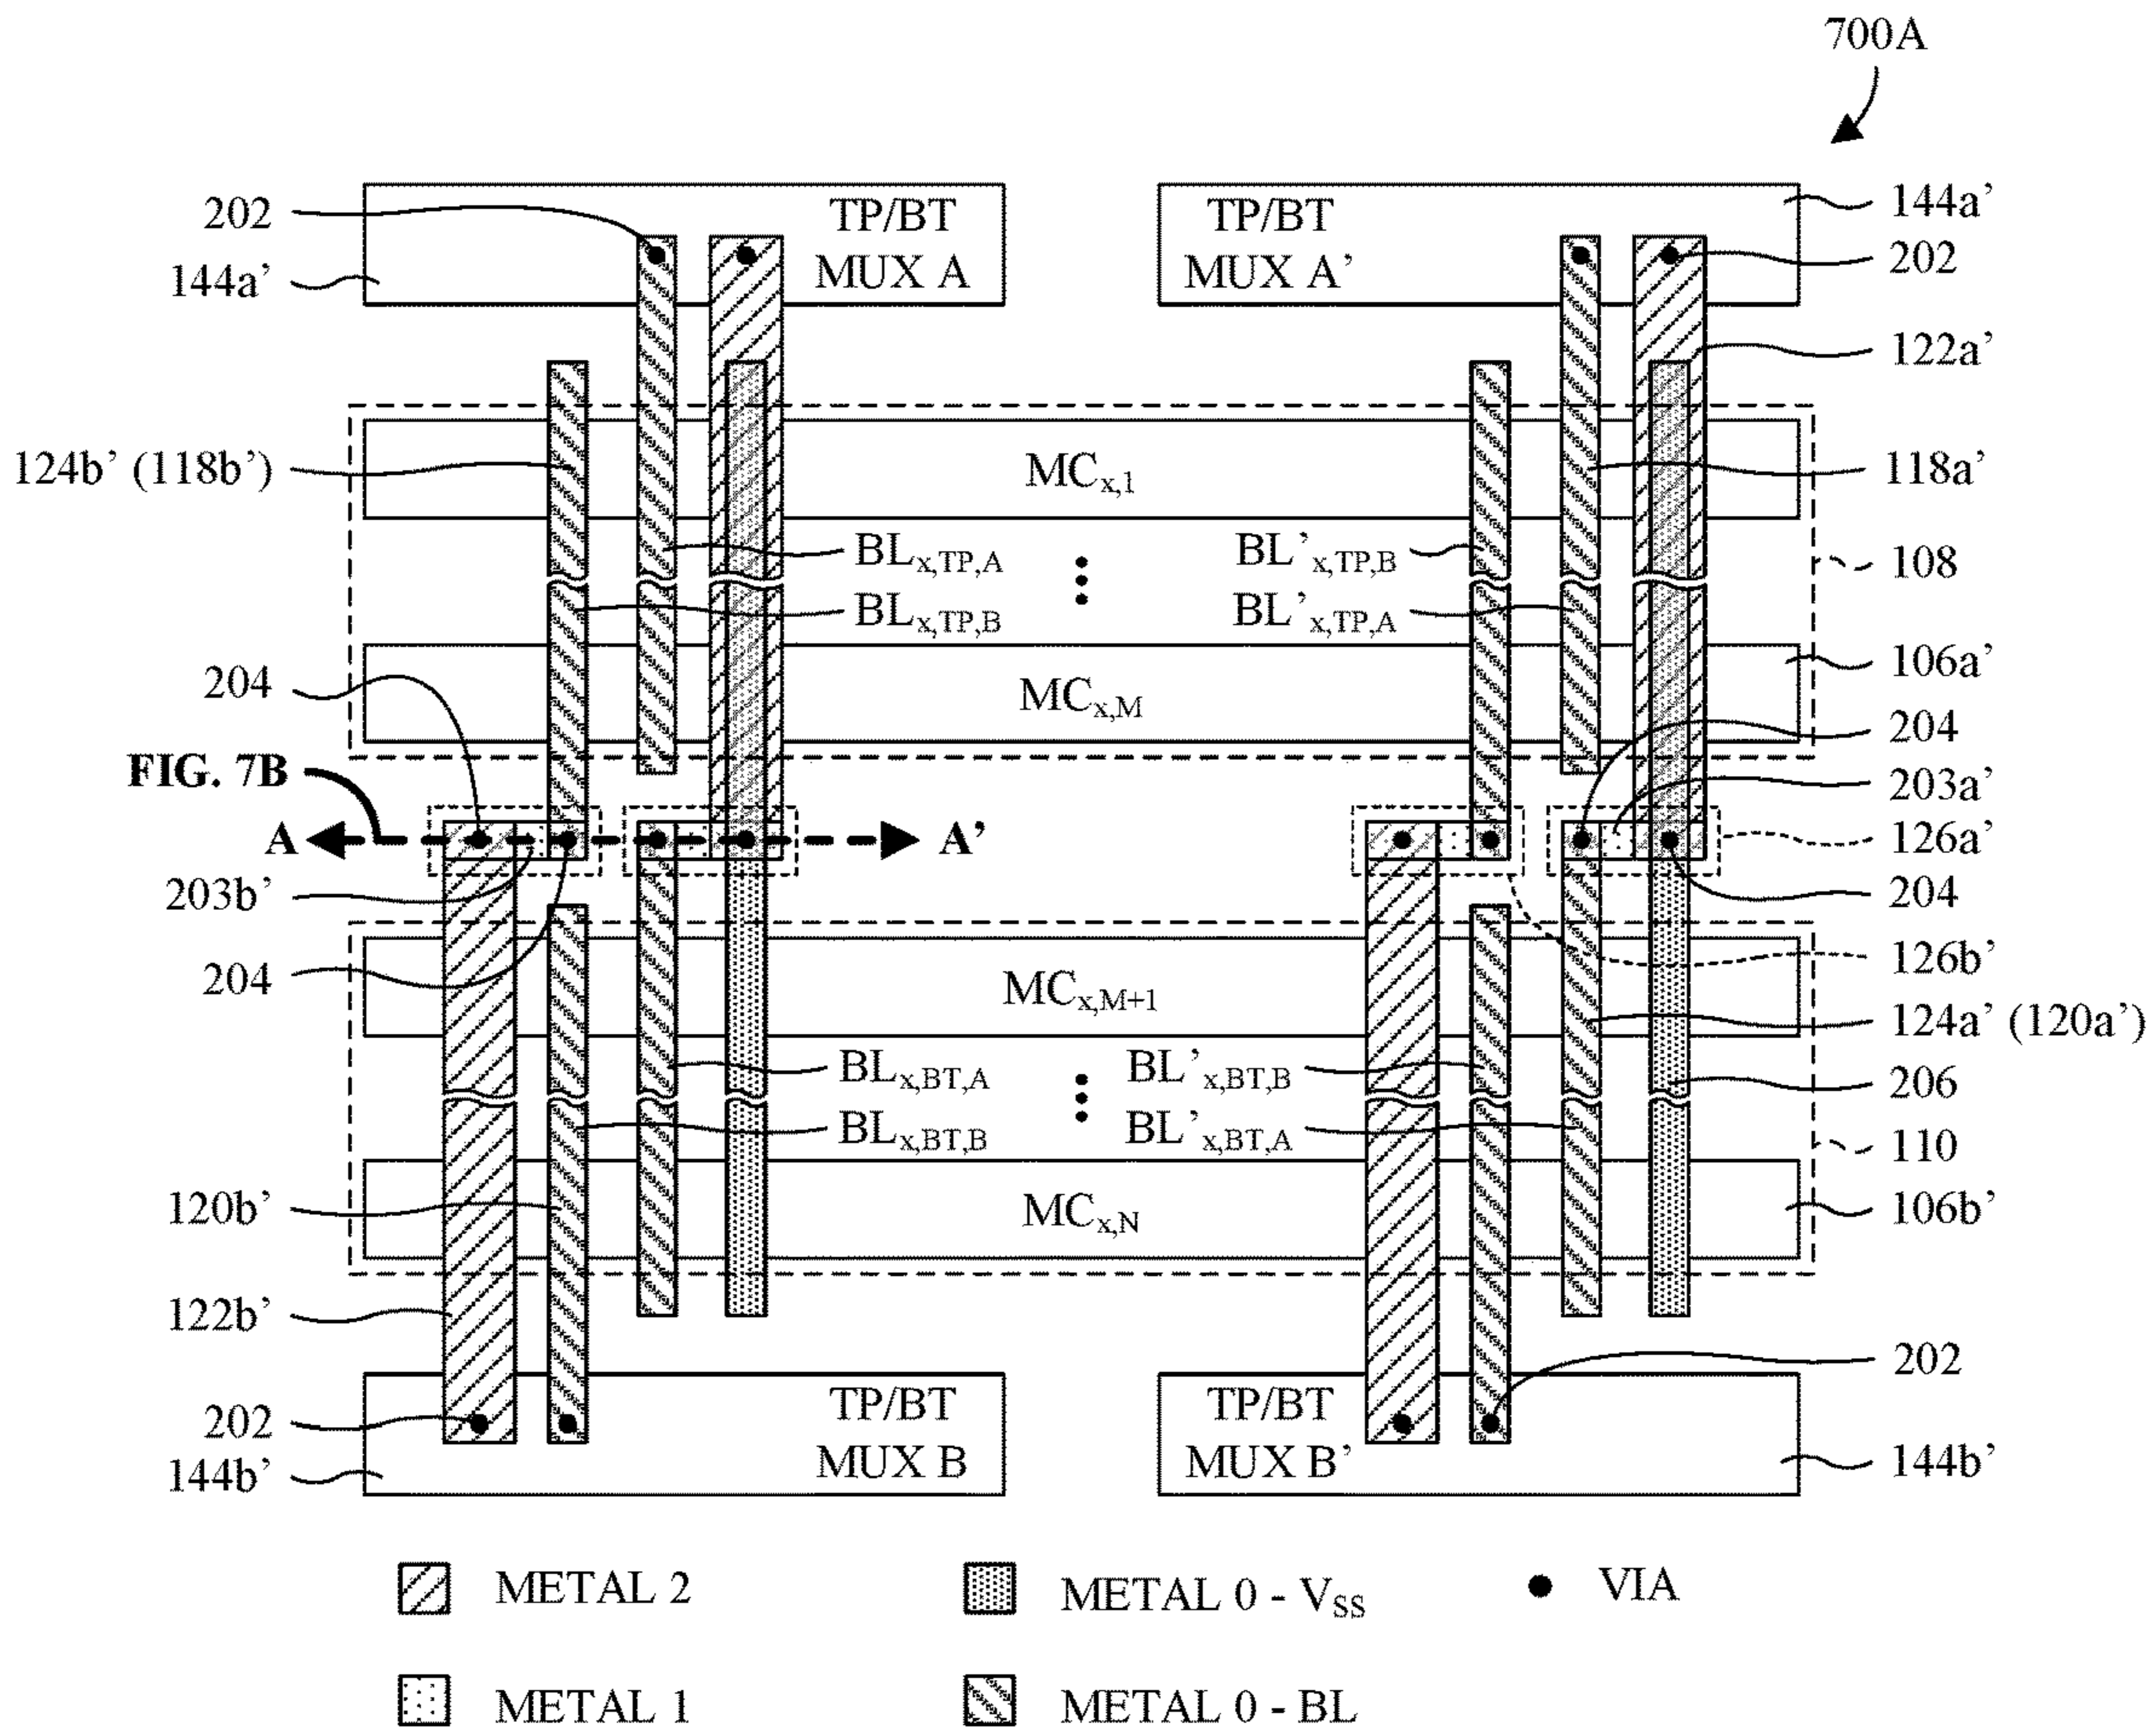 700A
202
TP/BT
TP/BT
144a’
144a’
MUX A
MUX A’
202
122a’
124b’ (118b’)
MCx,1
118a’
BLx,TP,A
BL’x,TP,B
108
BLx,TP,B
BL’x,TP,A
204
MCx,M
106a’
204
FIG. 7B
203a’
A
A’
126a’
203b’
204
126b’
204
MCx,M+1
124a’ (120a’)
BLx,BT,A
BL’x,BT,B
206
BLx,BT,B
BL’x,BT,A
110
120b’
MCx,N
106b’
122b’
202
TP/BT
TP/BT
202
MUX B
MUX B’
144b’
144b’
METAL 2
METAL 0 - VSS
VIA
METAL 1
METAL 0 - BL